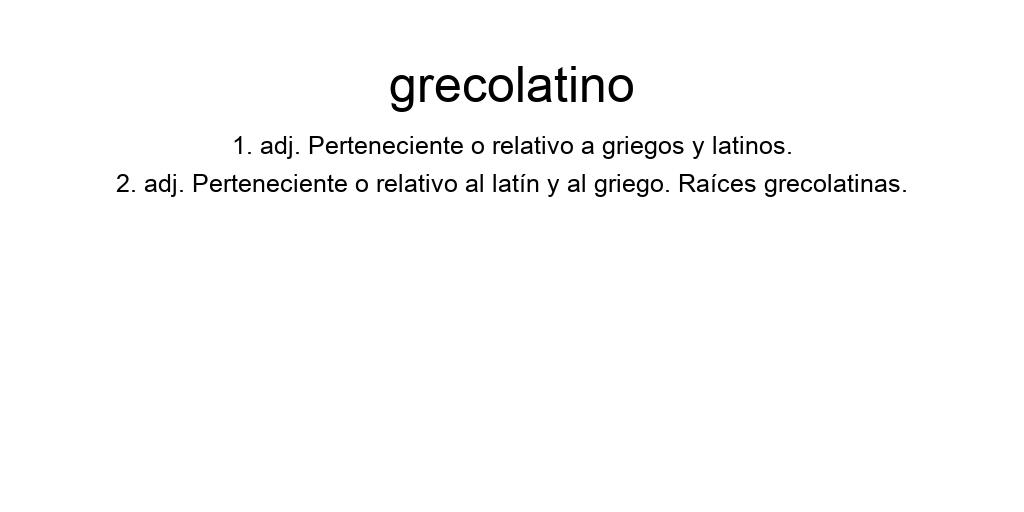 grecolatino
1. adj. Perteneciente o relativo a griegos y latinos.
2. adj. Perteneciente o relativo al latín y al griego. Raíces grecolatinas.